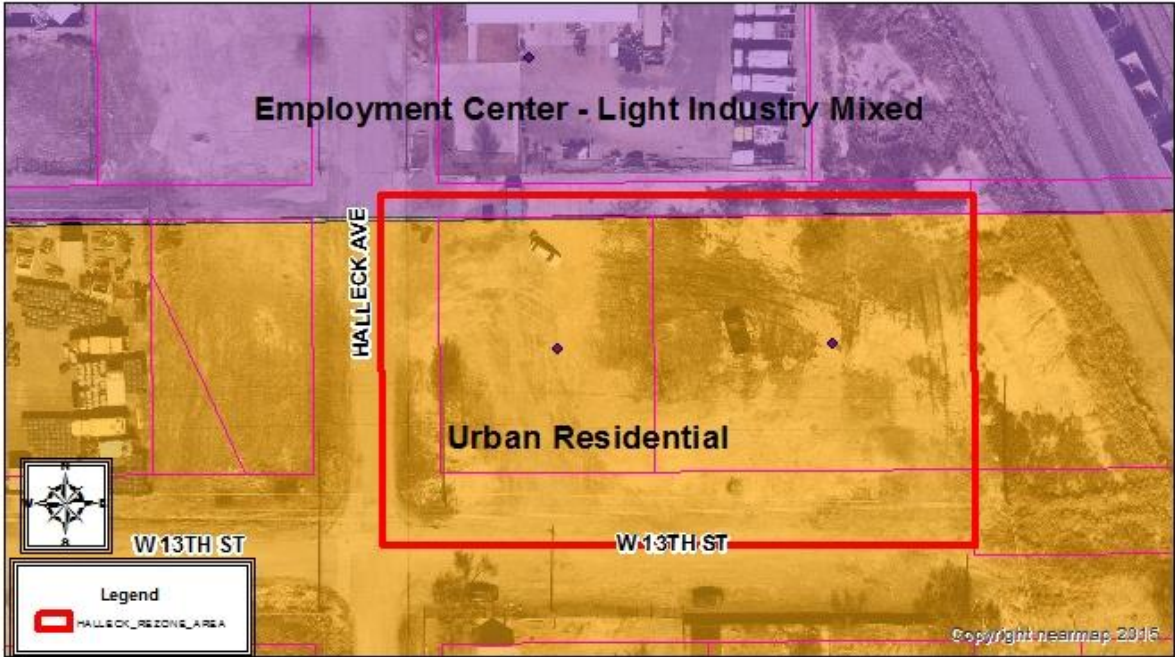 Employment Center - Light Industry Mixed
HALLECK AVE
Urban Residential
W 13TH ST
W 13TH ST
N
W
E
S
Legend
HALLECK_REZONE_AREA
Copyright nearmap 2015